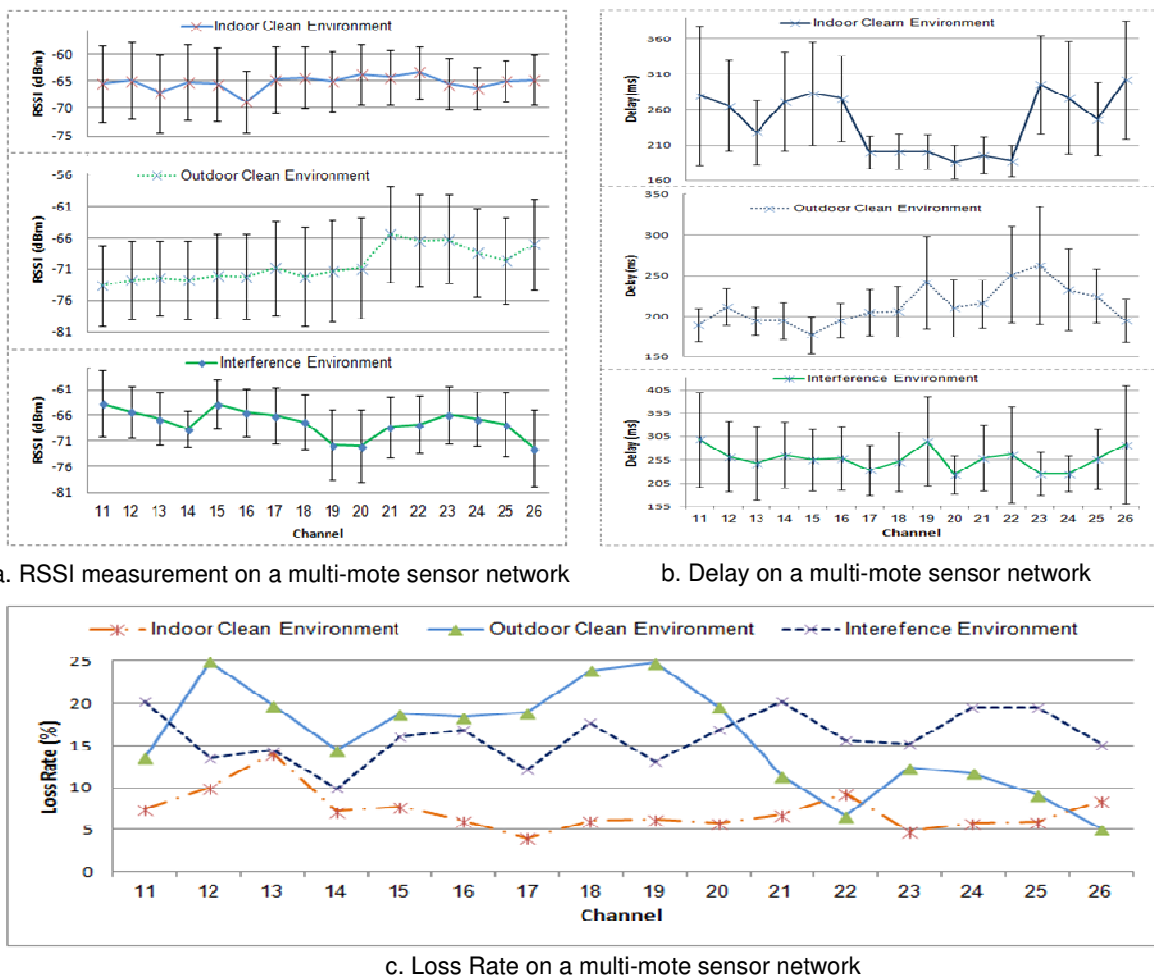 Indoor Clean Environment
RSSI (dBm)
-60
-65
-70
-75
Outdoor Clean Environment
RSSI (dBm)
-56
-61
-66
-71
-76
-81
Interference Environment
RSSI (dBm)
-61
-66
-71
-76
-81
11 12 13 14 15 16 17 18 19 20 21 22 23 24 25 26
Channel
a. RSSI measurement on a multi-mote sensor network
Indoor Clearn Environment
Delay (ms)
360
310
260
210
160
Outdoor Clean Environment
Delay (ms)
350
300
250
200
150
Interference Environment
Delay (ms)
405
395
305
255
205
155
11 12 13 14 15 16 17 18 19 20 21 22 23 24 25 26
Channel
b. Delay on a multi-mote sensor network
Indoor Clean Environment Outdoor Clean Environment Interefence Environment
Loss Rate (%)
25
20
15
10
5
0
11 12 13 14 15 16 17 18 19 20 21 22 23 24 25 26
Channel
c. Loss Rate on a multi-mote sensor network